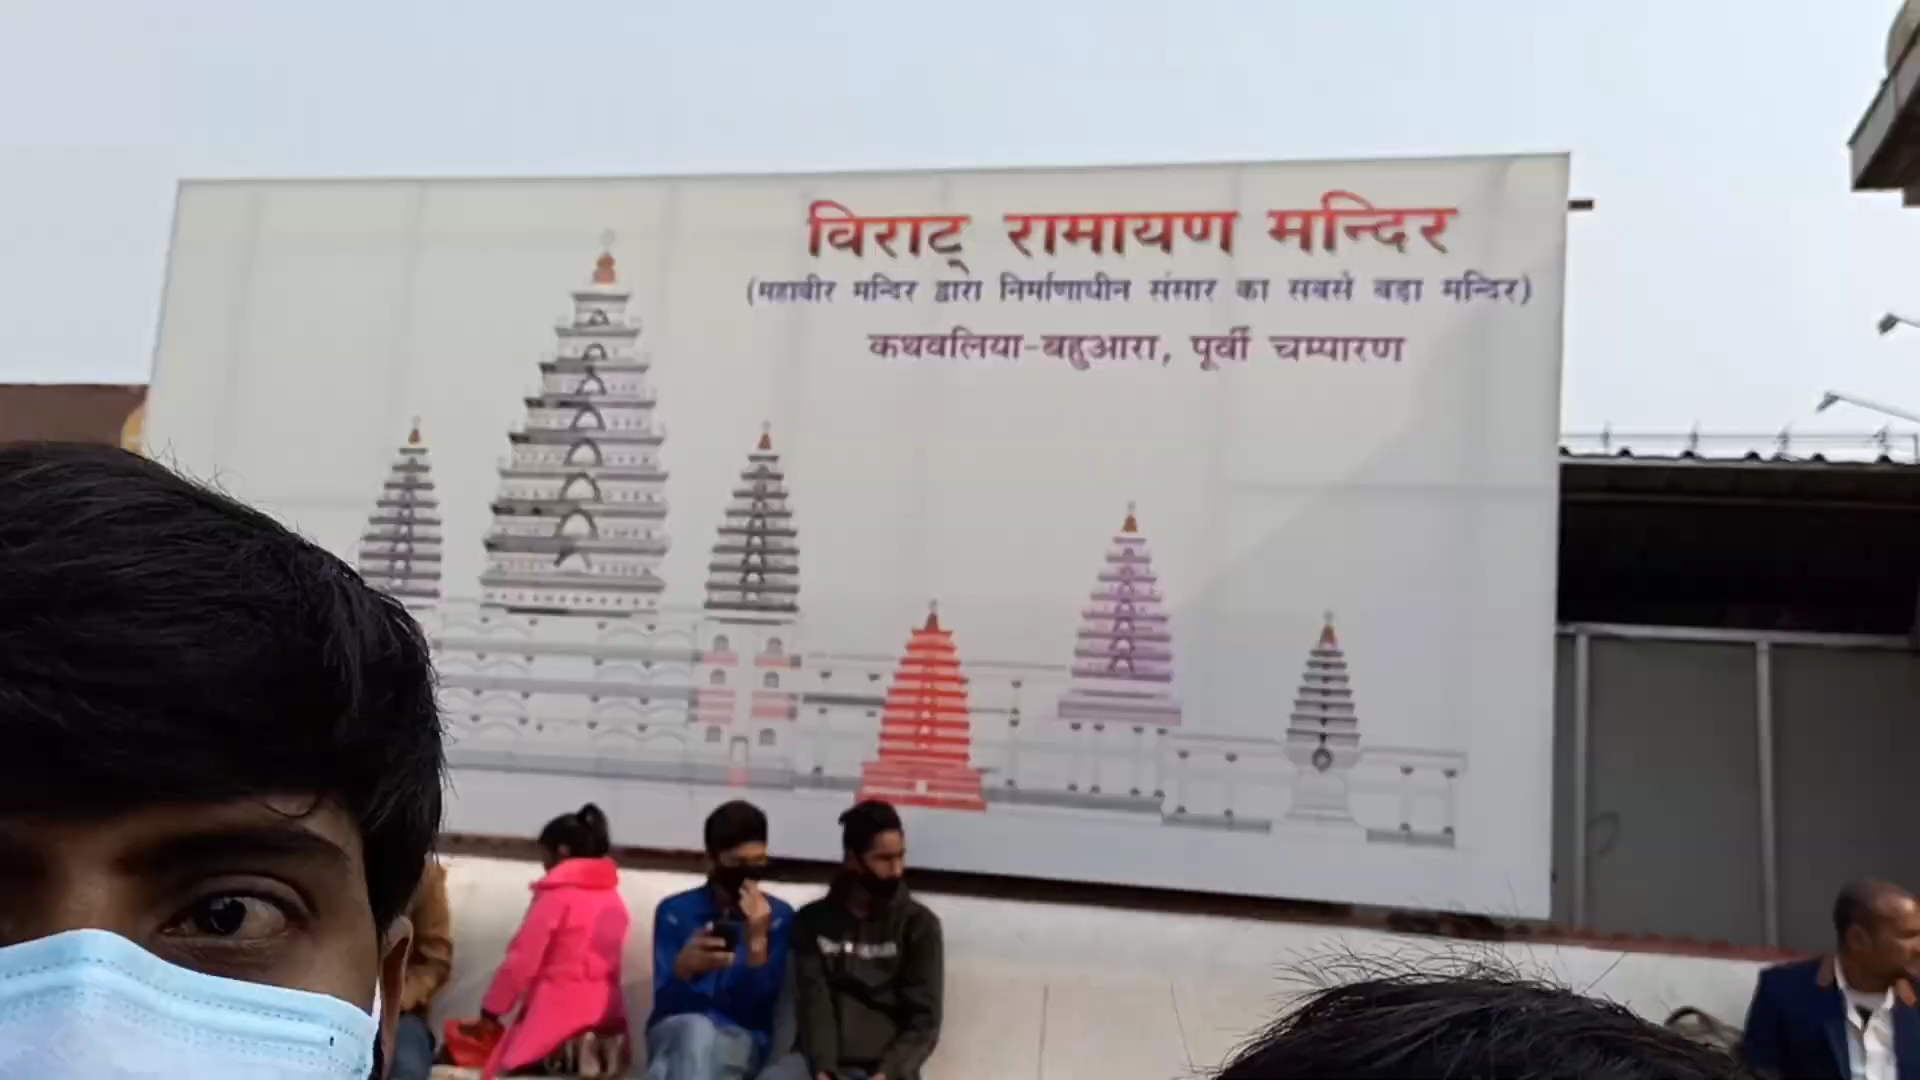 विराट् रामायण मन्दिर
(महावीर मन्दिर द्वारा निर्माणाधीन संसार का सबसे बड़ा मन्दिर)
कथवलिया-बहुआरा, पूर्वी चम्पारण